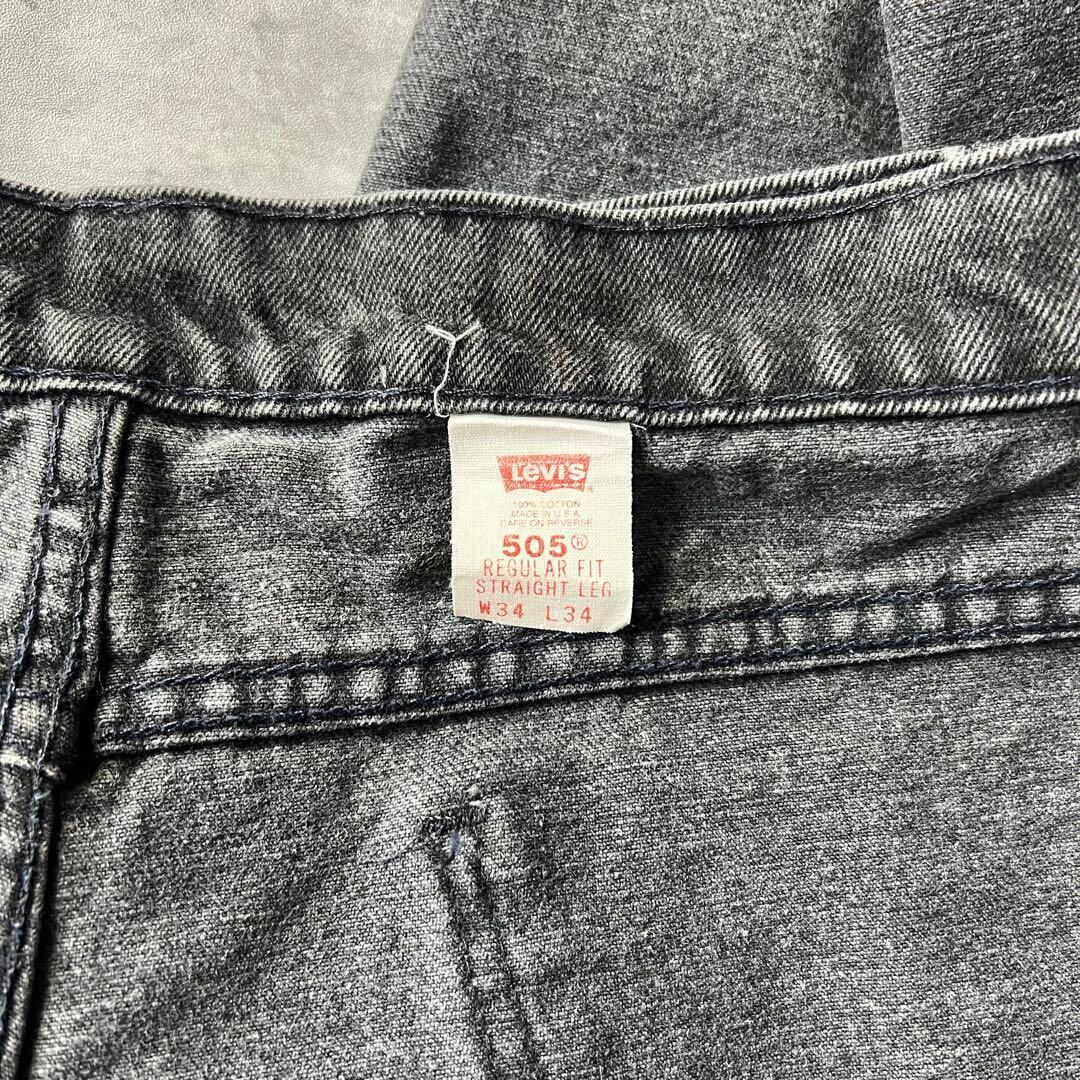 LEVI'S
®
100% COTTON
MADE IN U.S.A.
CARE ON REVERSE
505®
REGULAR FIT
STRAIGHT LEG
W34 L34